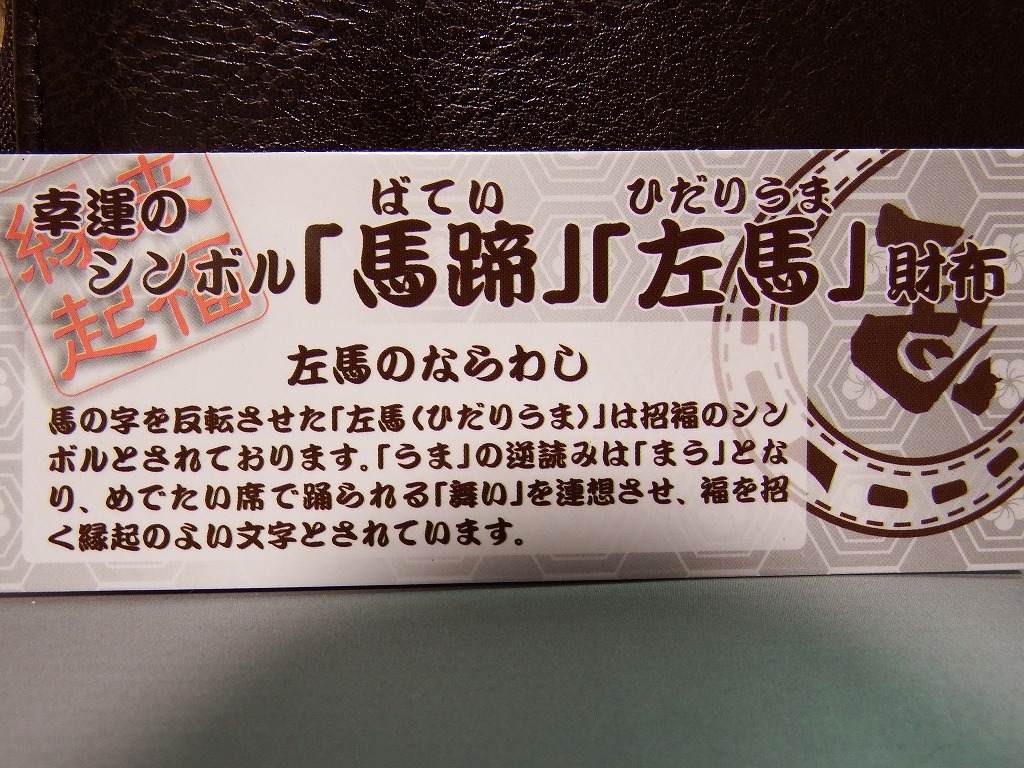 縁起
来福
幸運の
シンボル「馬蹄」「左馬」財布
ばてい
ひだりうま
左馬のならわし
馬の字を反転させた「左馬(ひだりうま)」は招福のシン
ボルとされております。「うま」の逆読みは「まう」とな
り、めでたい席で踊られる「舞い」を連想させ、福を招
く縁起のよい文字とされています。